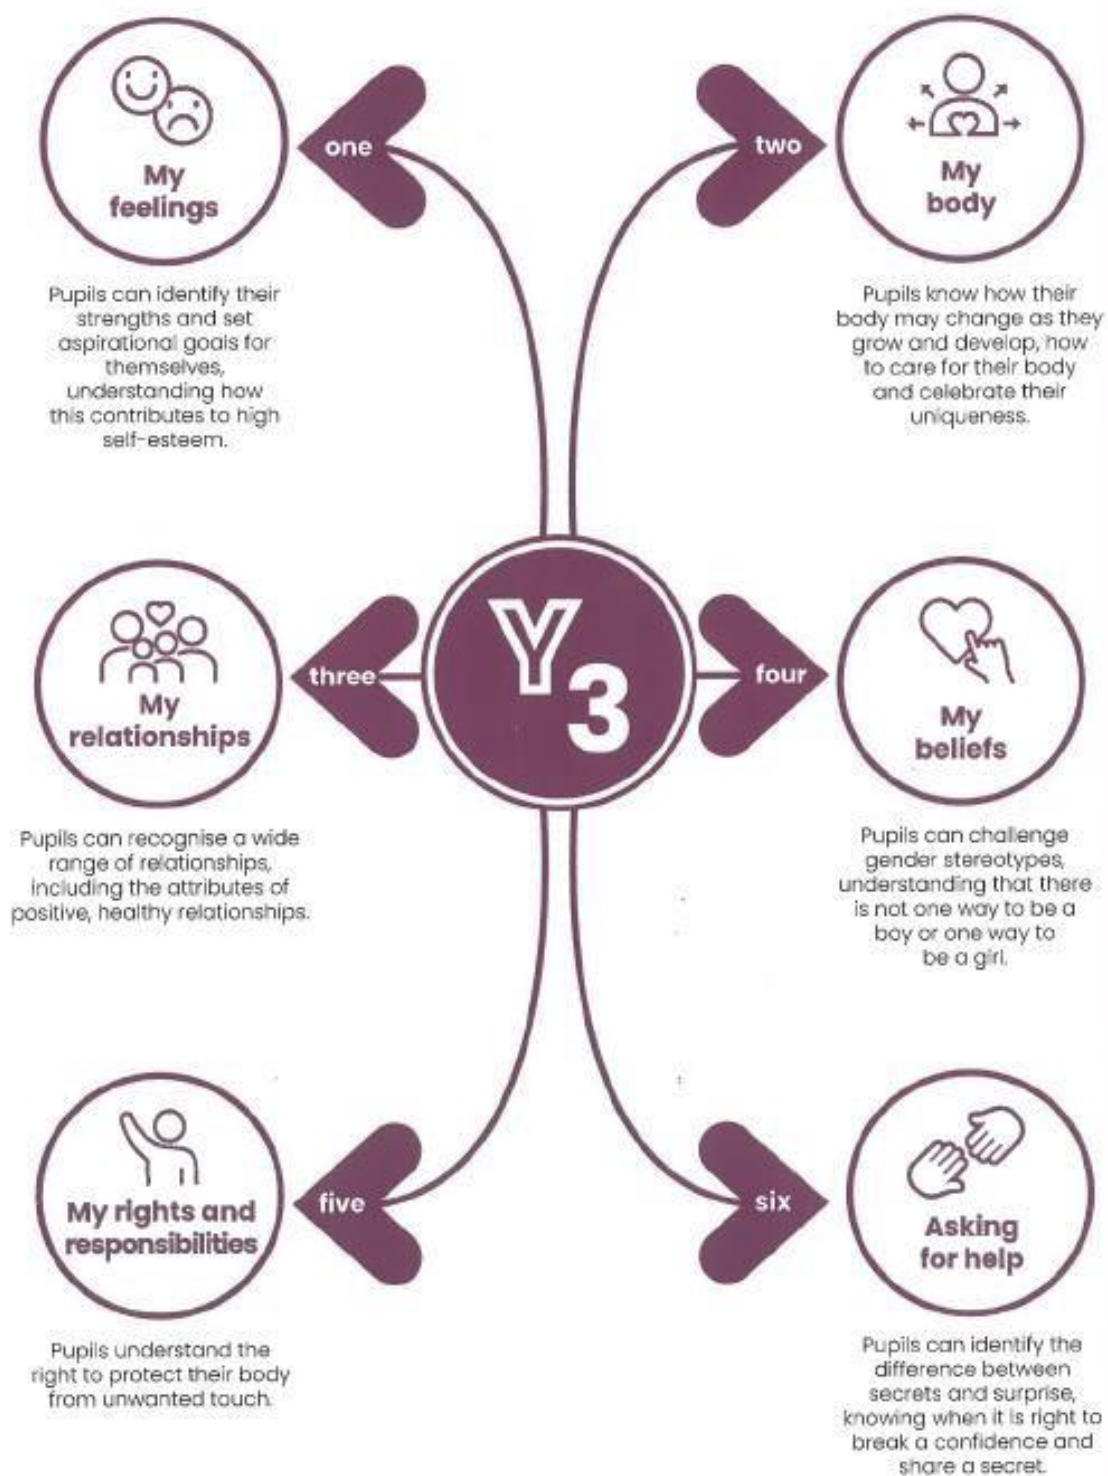 one
My
feelings
Pupils can identify their
strengths and set
aspirational goals for
themselves,
understanding how
this contributes to high
self-esteem.
two
My
body
Pupils know how their
body may change as they
grow and develop, how
to care for their body
and celebrate their
uniqueness.
Y3
three
My
relationships
Pupils can recognise a wide
range of relationships,
including the attributes of
positive, healthy relationships.
four
My
beliefs
Pupils can challenge
gender stereotypes,
understanding that there
is not one way to be a
boy or one way to
be a girl.
five
My rights and
responsibilities
Pupils understand the
right to protect their body
from unwanted touch.
six
Asking
for help
Pupils can identify the
difference between
secrets and surprise,
knowing when it is right to
break a confidence and
share a secret.